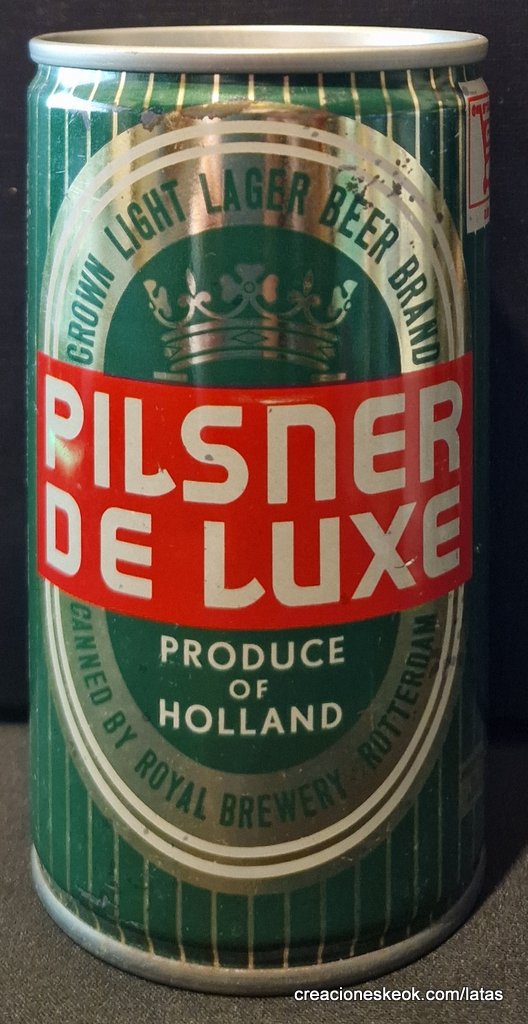 CROWN LIGHT LAGER BEER BRAND
PILSNER
DE LUXE
PRODUCE
OF
HOLLAND
CANNED BY ROYAL BREWERY · ROTTERDAM
creacioneskeok.com/latas